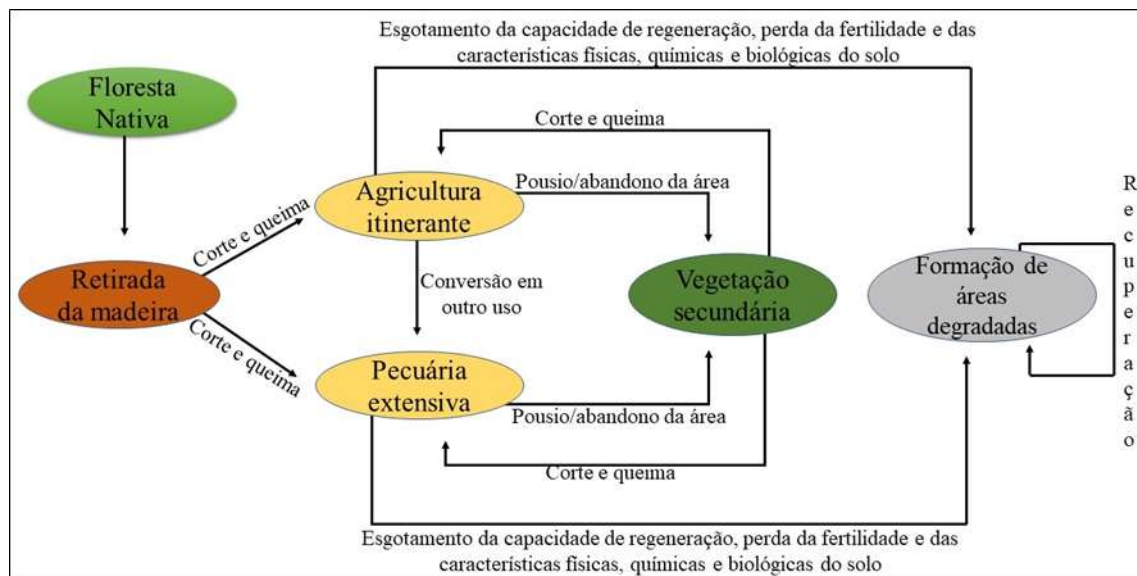 Esgotamento da capacidade de regeneração, perda da fertilidade e das
características físicas, químicas e biológicas do solo
Floresta
Nativa
Corte e queima
Agricultura
itinerante
Pousio/abandono da área
Corte e queima
Retirada
da madeira
Conversão em
outro uso
Vegetação
secundária
Formação de
áreas
degradadas
Recuperação
Corte e queima
Pecuária
extensiva
Pousio/abandono da área
Corte e queima
Esgotamento da capacidade de regeneração, perda da fertilidade e das
características físicas, químicas e biológicas do solo